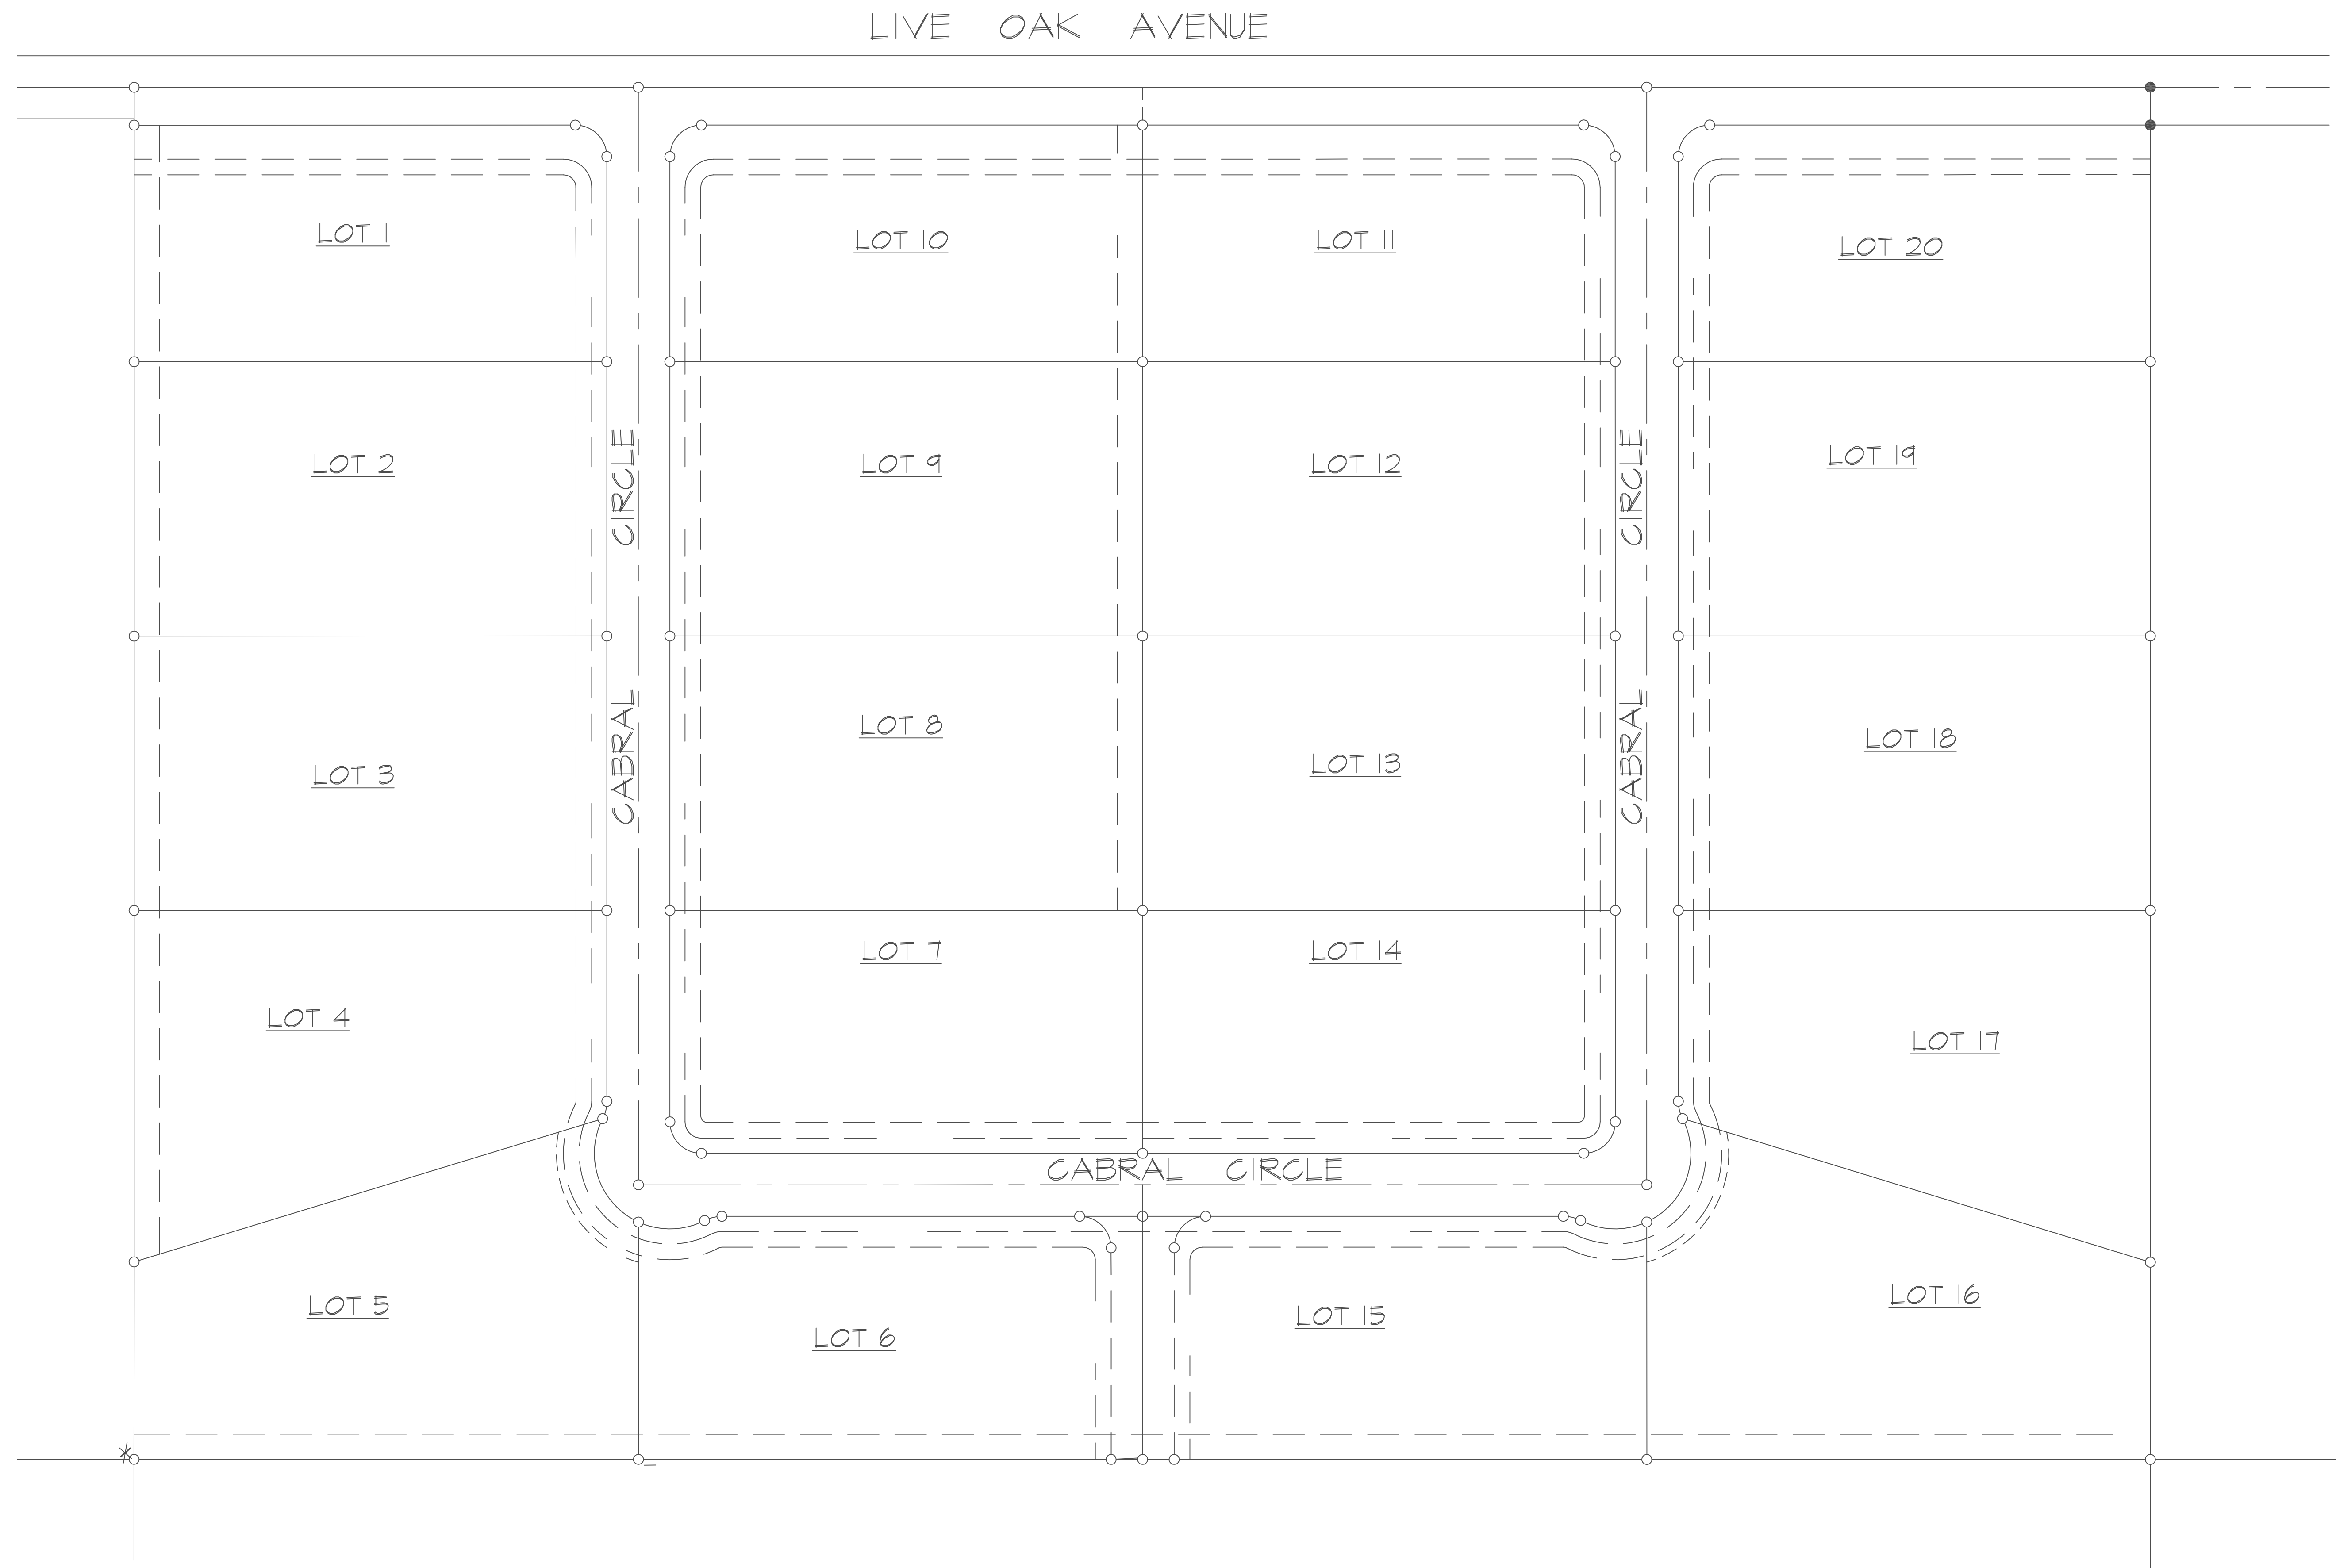 LIVE OAK AVENUE
LOT 1
LOT 10
LOT 11
LOT 20
LOT 2
LOT 9
LOT 12
LOT 19
CABRAL CIRCLE
CABRAL CIRCLE
LOT 3
LOT 8
LOT 13
LOT 18
LOT 4
LOT 7
LOT 14
LOT 17
CABRAL CIRCLE
LOT 5
LOT 6
LOT 15
LOT 16